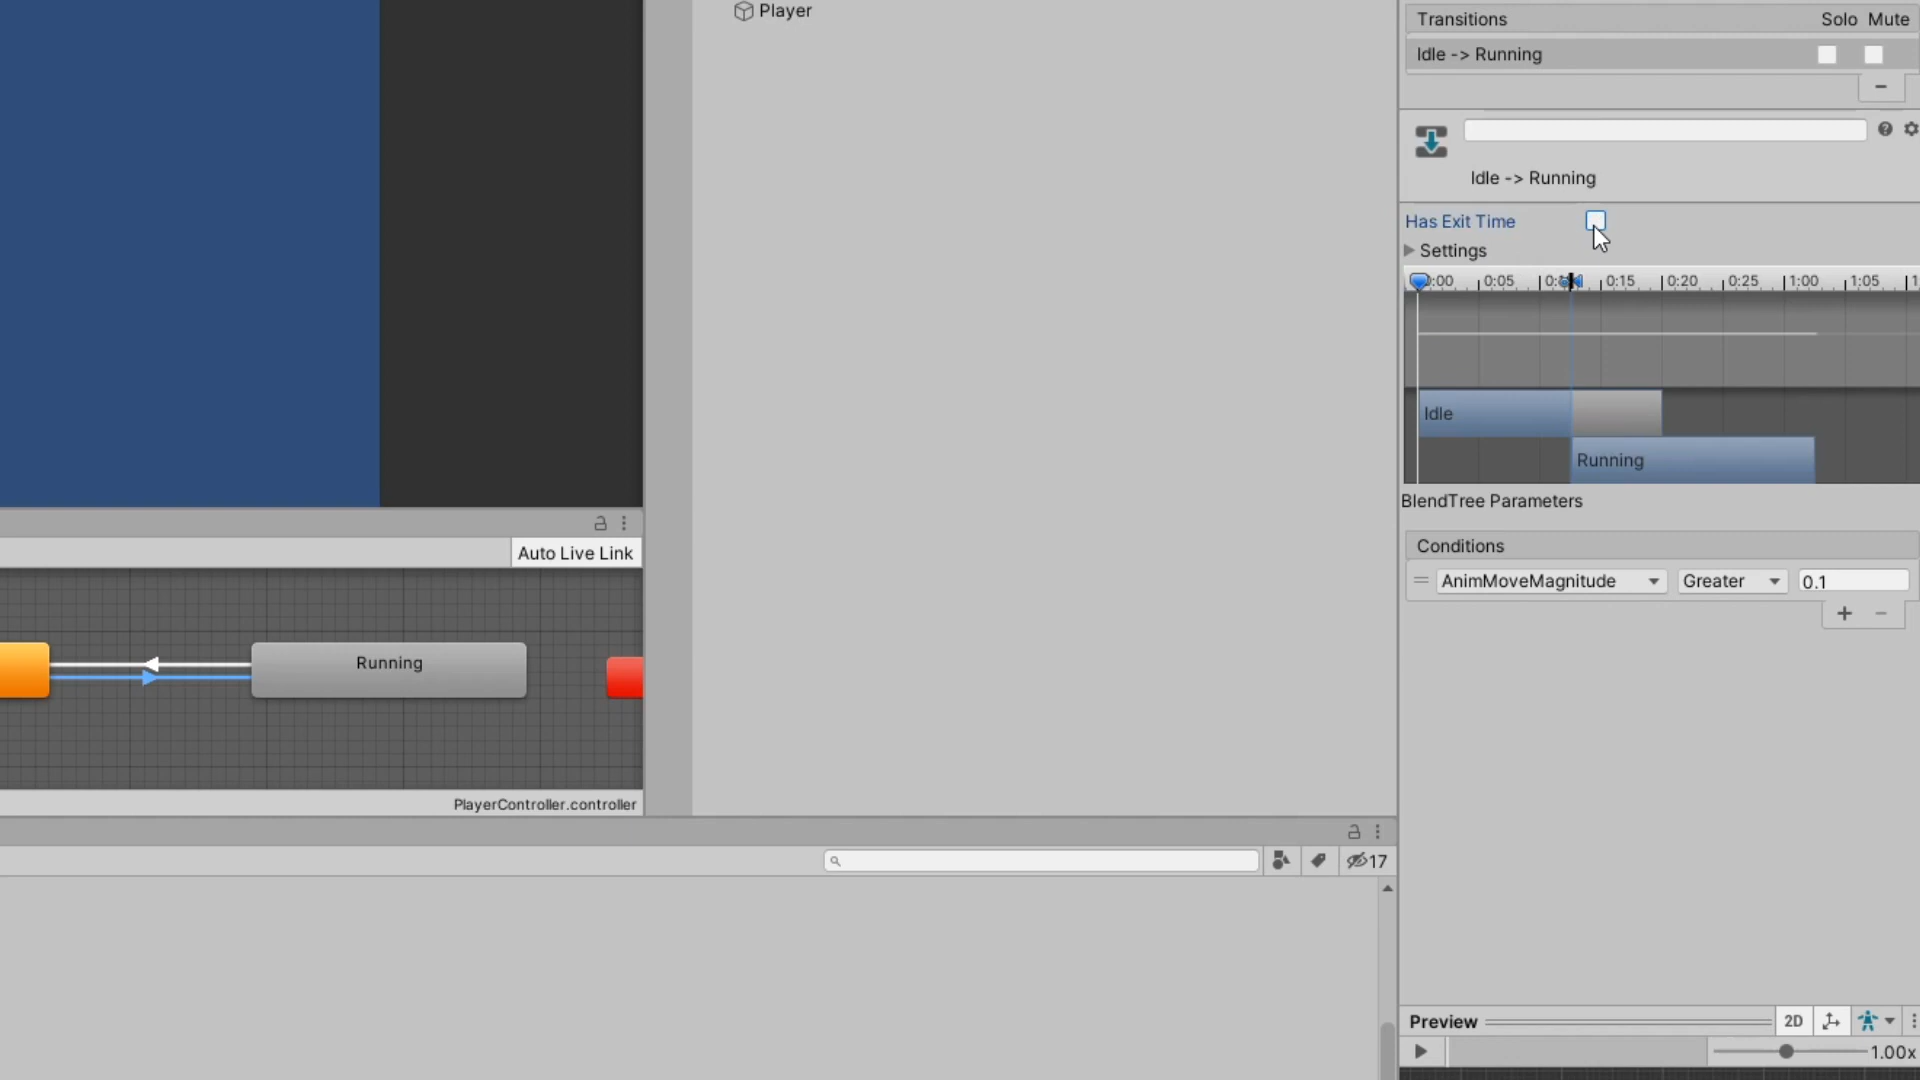 Player
Transitions Solo Mute
Idle -> Running
Idle -> Running
Has Exit Time
Settings
0:05 0:15 0:20 0:25 1:00 1:05
Idle
Running
BlendTree Parameters
Conditions
AnimMoveMagnitude Greater 0.1
Auto Live Link
Running
PlayerController.controller
17
Preview 2D
1.00x